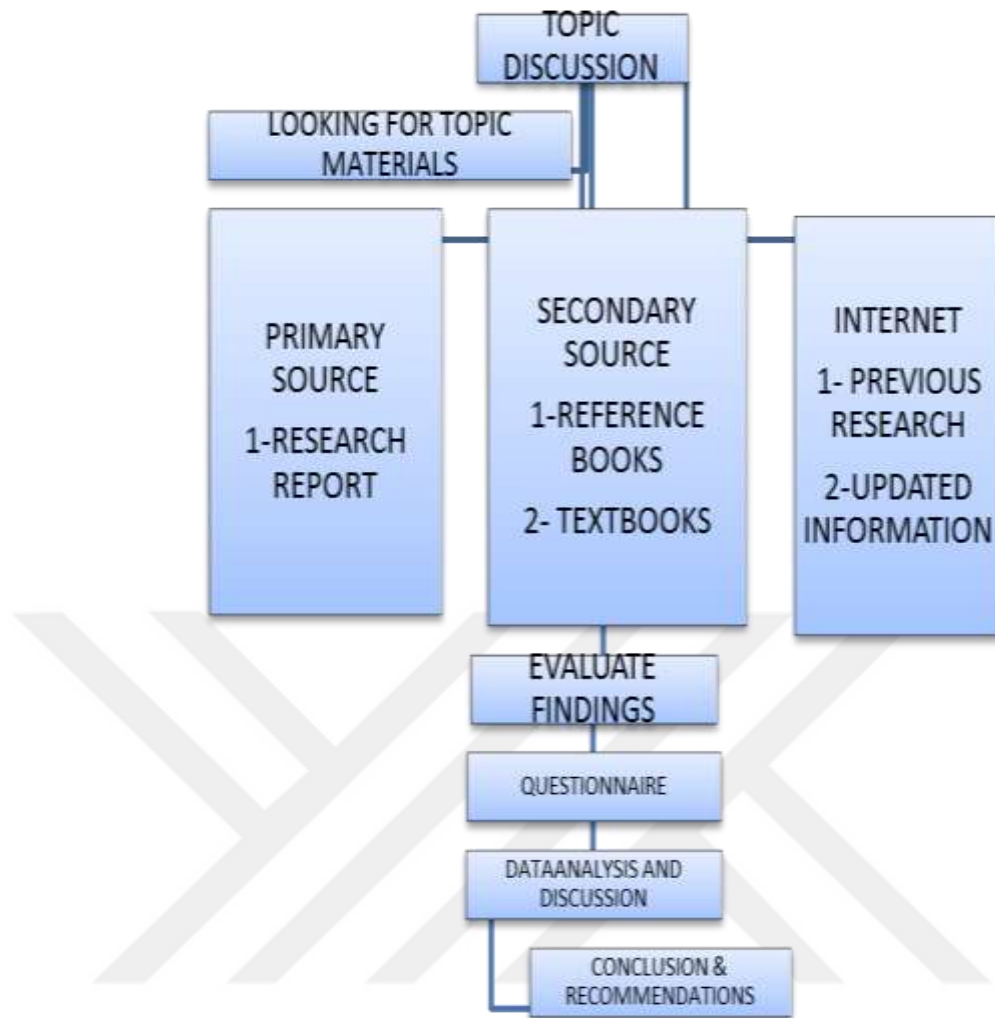 TOPIC
DISCUSSION
LOOKING FOR TOPIC
MATERIALS
PRIMARY
SOURCE
1-RESEARCH
REPORT
SECONDARY
SOURCE
1-REFERENCE
BOOKS
2- TEXTBOOKS
INTERNET
1- PREVIOUS
RESEARCH
2-UPDATED
INFORMATION
EVALUATE
FINDINGS
QUESTIONNAIRE
DATAANALYSIS AND
DISCUSSION
CONCLUSION &
RECOMMENDATIONS